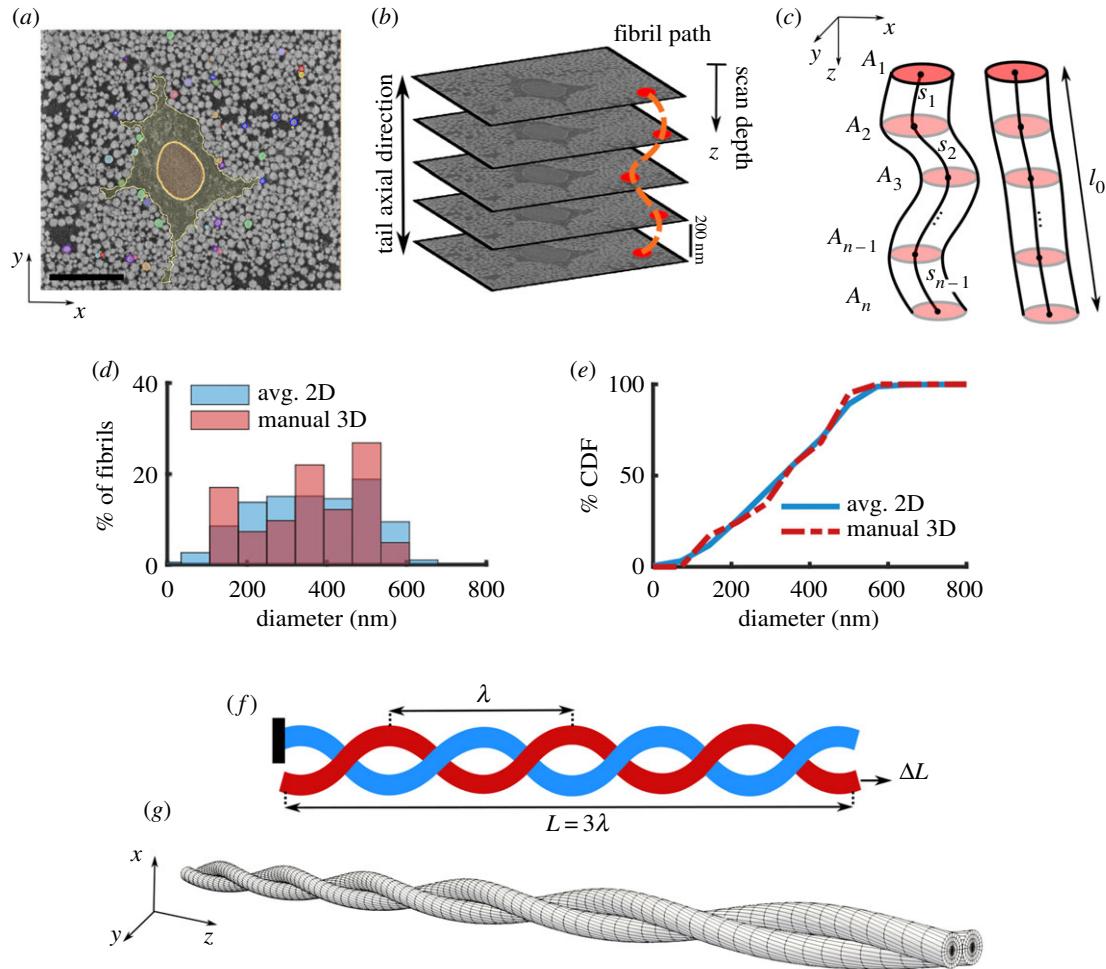 (a)
y
x
(b)
fibril path
tail axial direction
scan depth
z
200 nm
(c)
x
y
z
A1
s1
A2
s2
A3
⋮
An−1
sn−1
An
l0
(d)
avg. 2D
manual 3D
40
20
0
% of fibrils
0 200 400 600 800
diameter (nm)
(e)
100
50
0
% CDF
avg. 2D
manual 3D
0 200 400 600 800
diameter (nm)
(f)
λ
ΔL
L = 3λ
(g)
x
y
z